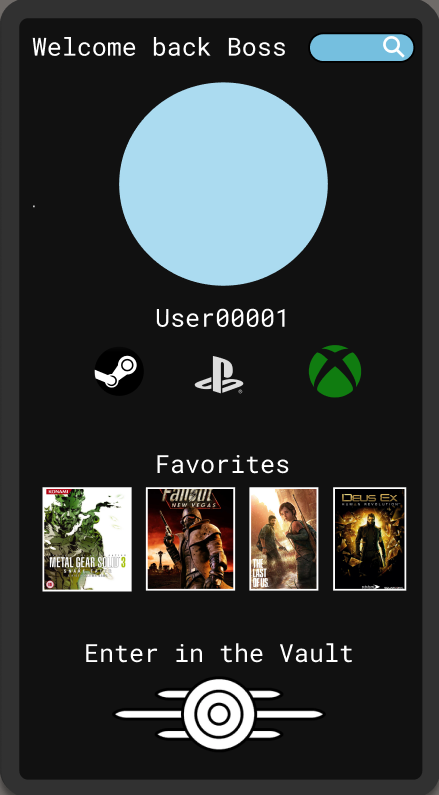 Welcome back Boss
User00001
Favorites
KONAMI
METAL GEAR SOLID 3
SNAKE EATER
Fallout
NEW VEGAS
THE
LAST
OF US
DEUS EX
HUMAN REVOLUTION
Enter in the Vault